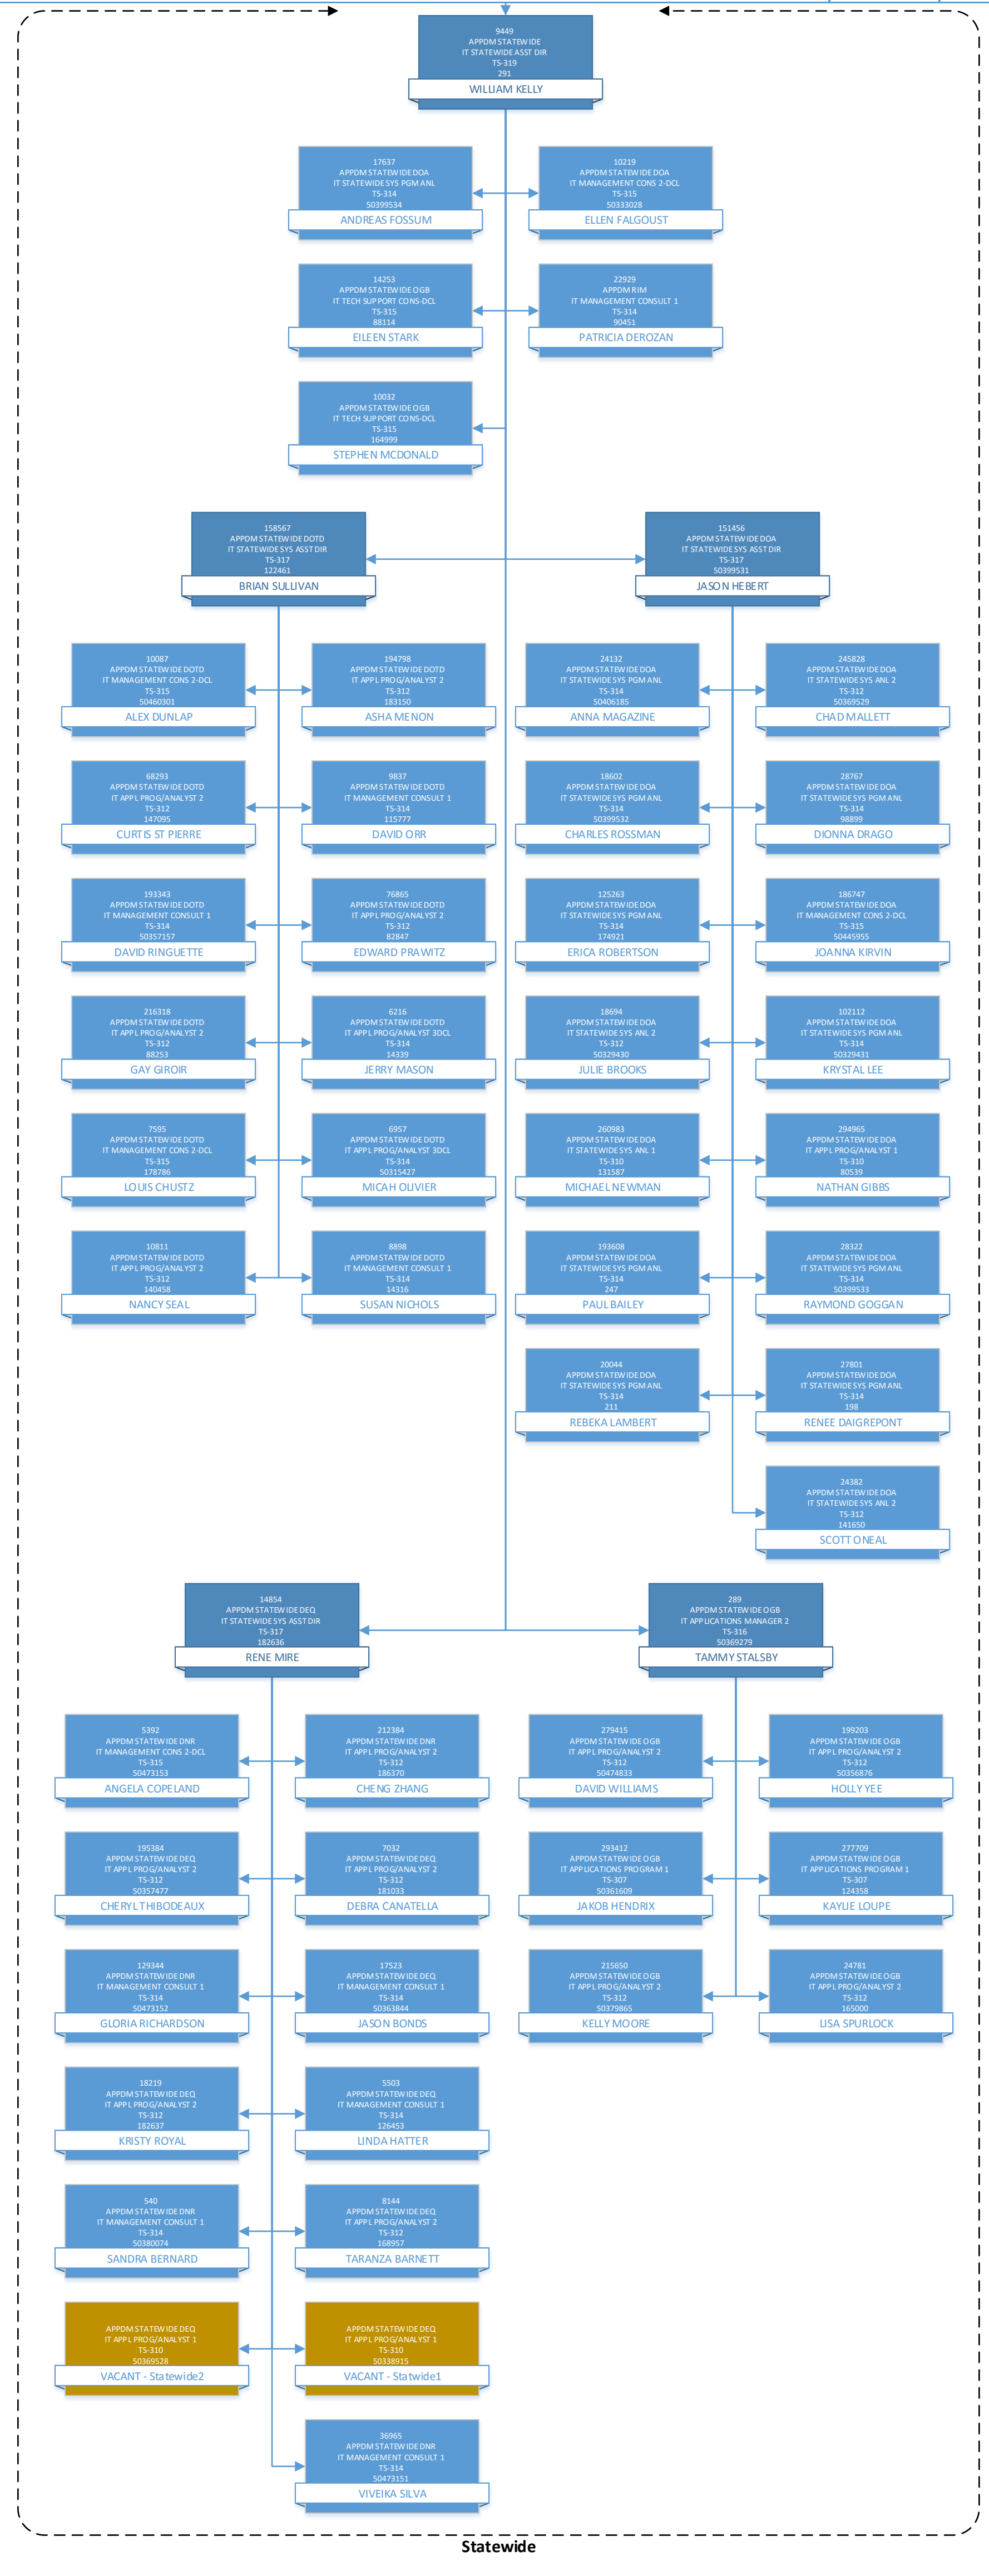 9449
APPDM STATEWIDE
IT STATEWIDE ASST DIR
TS-319
291
WILLIAM KELLY
17637
APPDM STATEWIDE DOA
IT STATEWIDE SYS PGM ANL
TS-314
50399534
ANDREAS FOSSUM
10219
APPDM STATEWIDE DOA
IT MANAGEMENT CONS 2-DCL
TS-315
50333028
ELLEN FALGOUST
14253
APPDM STATEWIDE OGB
IT TECH SUPPORT CONS-DCL
TS-315
88114
EILEEN STARK
22929
APPDM RIM
IT MANAGEMENT CONSULT 1
TS-314
90451
PATRICIA DEROZAN
10032
APPDM STATEWIDE OGB
IT TECH SUPPORT CONS-DCL
TS-315
164999
STEPHEN MCDONALD
158567
APPDM STATEWIDE DOTD
IT STATEWIDE SYS ASST DIR
TS-317
122461
BRIAN SULLIVAN
151456
APPDM STATEWIDE DOA
IT STATEWIDE SYS ASST DIR
TS-317
50399531
JASON HEBERT
10087
APPDM STATEWIDE DOTD
IT MANAGEMENT CONS 2-DCL
TS-315
50460301
ALEX DUNLAP
194798
APPDM STATEWIDE DOTD
IT APPL PROG/ANALYST 2
TS-312
183150
ASHA MENON
24132
APPDM STATEWIDE DOA
IT STATEWIDE SYS PGM ANL
TS-314
50406185
ANNA MAGAZINE
245828
APPDM STATEWIDE DOA
IT STATEWIDE SYS ANL 2
TS-312
50369529
CHAD MALLETT
68293
APPDM STATEWIDE DOTD
IT APPL PROG/ANALYST 2
TS-312
147095
CURTIS ST PIERRE
9837
APPDM STATEWIDE DOTD
IT MANAGEMENT CONSULT 1
TS-314
115777
DAVID ORR
18602
APPDM STATEWIDE DOA
IT STATEWIDE SYS PGM ANL
TS-314
50399532
CHARLES ROSSMAN
28767
APPDM STATEWIDE DOA
IT STATEWIDE SYS PGM ANL
TS-314
98899
DIONNA DRAGO
193343
APPDM STATEWIDE DOTD
IT MANAGEMENT CONSULT 1
TS-314
50357157
DAVID RINGUETTE
76865
APPDM STATEWIDE DOTD
IT APPL PROG/ANALYST 2
TS-312
82847
EDWARD PRAWITZ
125263
APPDM STATEWIDE DOA
IT STATEWIDE SYS PGM ANL
TS-314
174921
ERICA ROBERTSON
186747
APPDM STATEWIDE DOA
IT MANAGEMENT CONS 2-DCL
TS-315
50445955
JOANNA KIRVIN
216318
APPDM STATEWIDE DOTD
IT APPL PROG/ANALYST 2
TS-312
88253
GAY GIROIR
6216
APPDM STATEWIDE DOTD
IT APPL PROG/ANALYST 3DCL
TS-314
14339
JERRY MASON
18694
APPDM STATEWIDE DOA
IT STATEWIDE SYS ANL 2
TS-312
50329430
JULIE BROOKS
102112
APPDM STATEWIDE DOA
IT STATEWIDE SYS PGM ANL
TS-314
50329431
KRYSTAL LEE
7595
APPDM STATEWIDE DOTD
IT MANAGEMENT CONS 2-DCL
TS-315
178786
LOUIS CHUSTZ
6957
APPDM STATEWIDE DOTD
IT APPL PROG/ANALYST 3DCL
TS-314
50315427
MICAH OLIVIER
260983
APPDM STATEWIDE DOA
IT STATEWIDE SYS ANL 1
TS-310
131587
MICHAEL NEWMAN
294965
APPDM STATEWIDE DOA
IT APPL PROG/ANALYST 1
TS-310
80539
NATHAN GIBBS
10811
APPDM STATEWIDE DOTD
IT APPL PROG/ANALYST 2
TS-312
140458
NANCY SEAL
8898
APPDM STATEWIDE DOTD
IT MANAGEMENT CONSULT 1
TS-314
14316
SUSAN NICHOLS
193608
APPDM STATEWIDE DOA
IT STATEWIDE SYS PGM ANL
TS-314
247
PAUL BAILEY
28322
APPDM STATEWIDE DOA
IT STATEWIDE SYS PGM ANL
TS-314
50399533
RAYMOND GOGGAN
20044
APPDM STATEWIDE DOA
IT STATEWIDE SYS PGM ANL
TS-314
211
REBEKA LAMBERT
27801
APPDM STATEWIDE DOA
IT STATEWIDE SYS PGM ANL
TS-314
198
RENEE DAIGREPONT
24382
APPDM STATEWIDE DOA
IT STATEWIDE SYS ANL 2
TS-312
141650
SCOTT ONEAL
14854
APPDM STATEWIDE DEQ
IT STATEWIDE SYS ASST DIR
TS-317
182636
RENE MIRE
289
APPDM STATEWIDE OGB
IT APPLICATIONS MANAGER 2
TS-316
50369279
TAMMY STALSBY
5392
APPDM STATEWIDE DNR
IT MANAGEMENT CONS 2-DCL
TS-315
50473153
ANGELA COPELAND
212384
APPDM STATEWIDE DNR
IT APPL PROG/ANALYST 2
TS-312
186370
CHENG ZHANG
279415
APPDM STATEWIDE OGB
IT APPL PROG/ANALYST 2
TS-312
50474833
DAVID WILLIAMS
199203
APPDM STATEWIDE OGB
IT APPL PROG/ANALYST 2
TS-312
50356876
HOLLY YEE
195384
APPDM STATEWIDE DEQ
IT APPL PROG/ANALYST 2
TS-312
50357477
CHERYL THIBODEAUX
7032
APPDM STATEWIDE DEQ
IT APPL PROG/ANALYST 2
TS-312
181033
DEBRA CANATELLA
293412
APPDM STATEWIDE OGB
IT APPLICATIONS PROGRAM 1
TS-307
50361609
JAKOB HENDRIX
277709
APPDM STATEWIDE OGB
IT APPLICATIONS PROGRAM 1
TS-307
124358
KAYLIE LOUPE
129344
APPDM STATEWIDE DNR
IT MANAGEMENT CONSULT 1
TS-314
50473152
GLORIA RICHARDSON
17523
APPDM STATEWIDE DEQ
IT MANAGEMENT CONSULT 1
TS-314
50363844
JASON BONDS
215650
APPDM STATEWIDE OGB
IT APPL PROG/ANALYST 2
TS-312
50379865
KELLY MOORE
24781
APPDM STATEWIDE OGB
IT APPL PROG/ANALYST 2
TS-312
165000
LISA SPURLOCK
18219
APPDM STATEWIDE DEQ
IT APPL PROG/ANALYST 2
TS-312
182637
KRISTY ROYAL
5503
APPDM STATEWIDE DEQ
IT MANAGEMENT CONSULT 1
TS-314
126453
LINDA HATTER
540
APPDM STATEWIDE DNR
IT MANAGEMENT CONSULT 1
TS-314
50380074
SANDRA BERNARD
8144
APPDM STATEWIDE DEQ
IT APPL PROG/ANALYST 2
TS-312
168957
TARANZA BARNETT
APPDM STATEWIDE DEQ
IT APPL PROG/ANALYST 1
TS-310
50369528
VACANT - Statewide2
APPDM STATEWIDE DEQ
IT APPL PROG/ANALYST 1
TS-310
50338915
VACANT - Statwide1
36965
APPDM STATEWIDE DNR
IT MANAGEMENT CONSULT 1
TS-314
50473151
VIVEIKA SILVA
Statewide